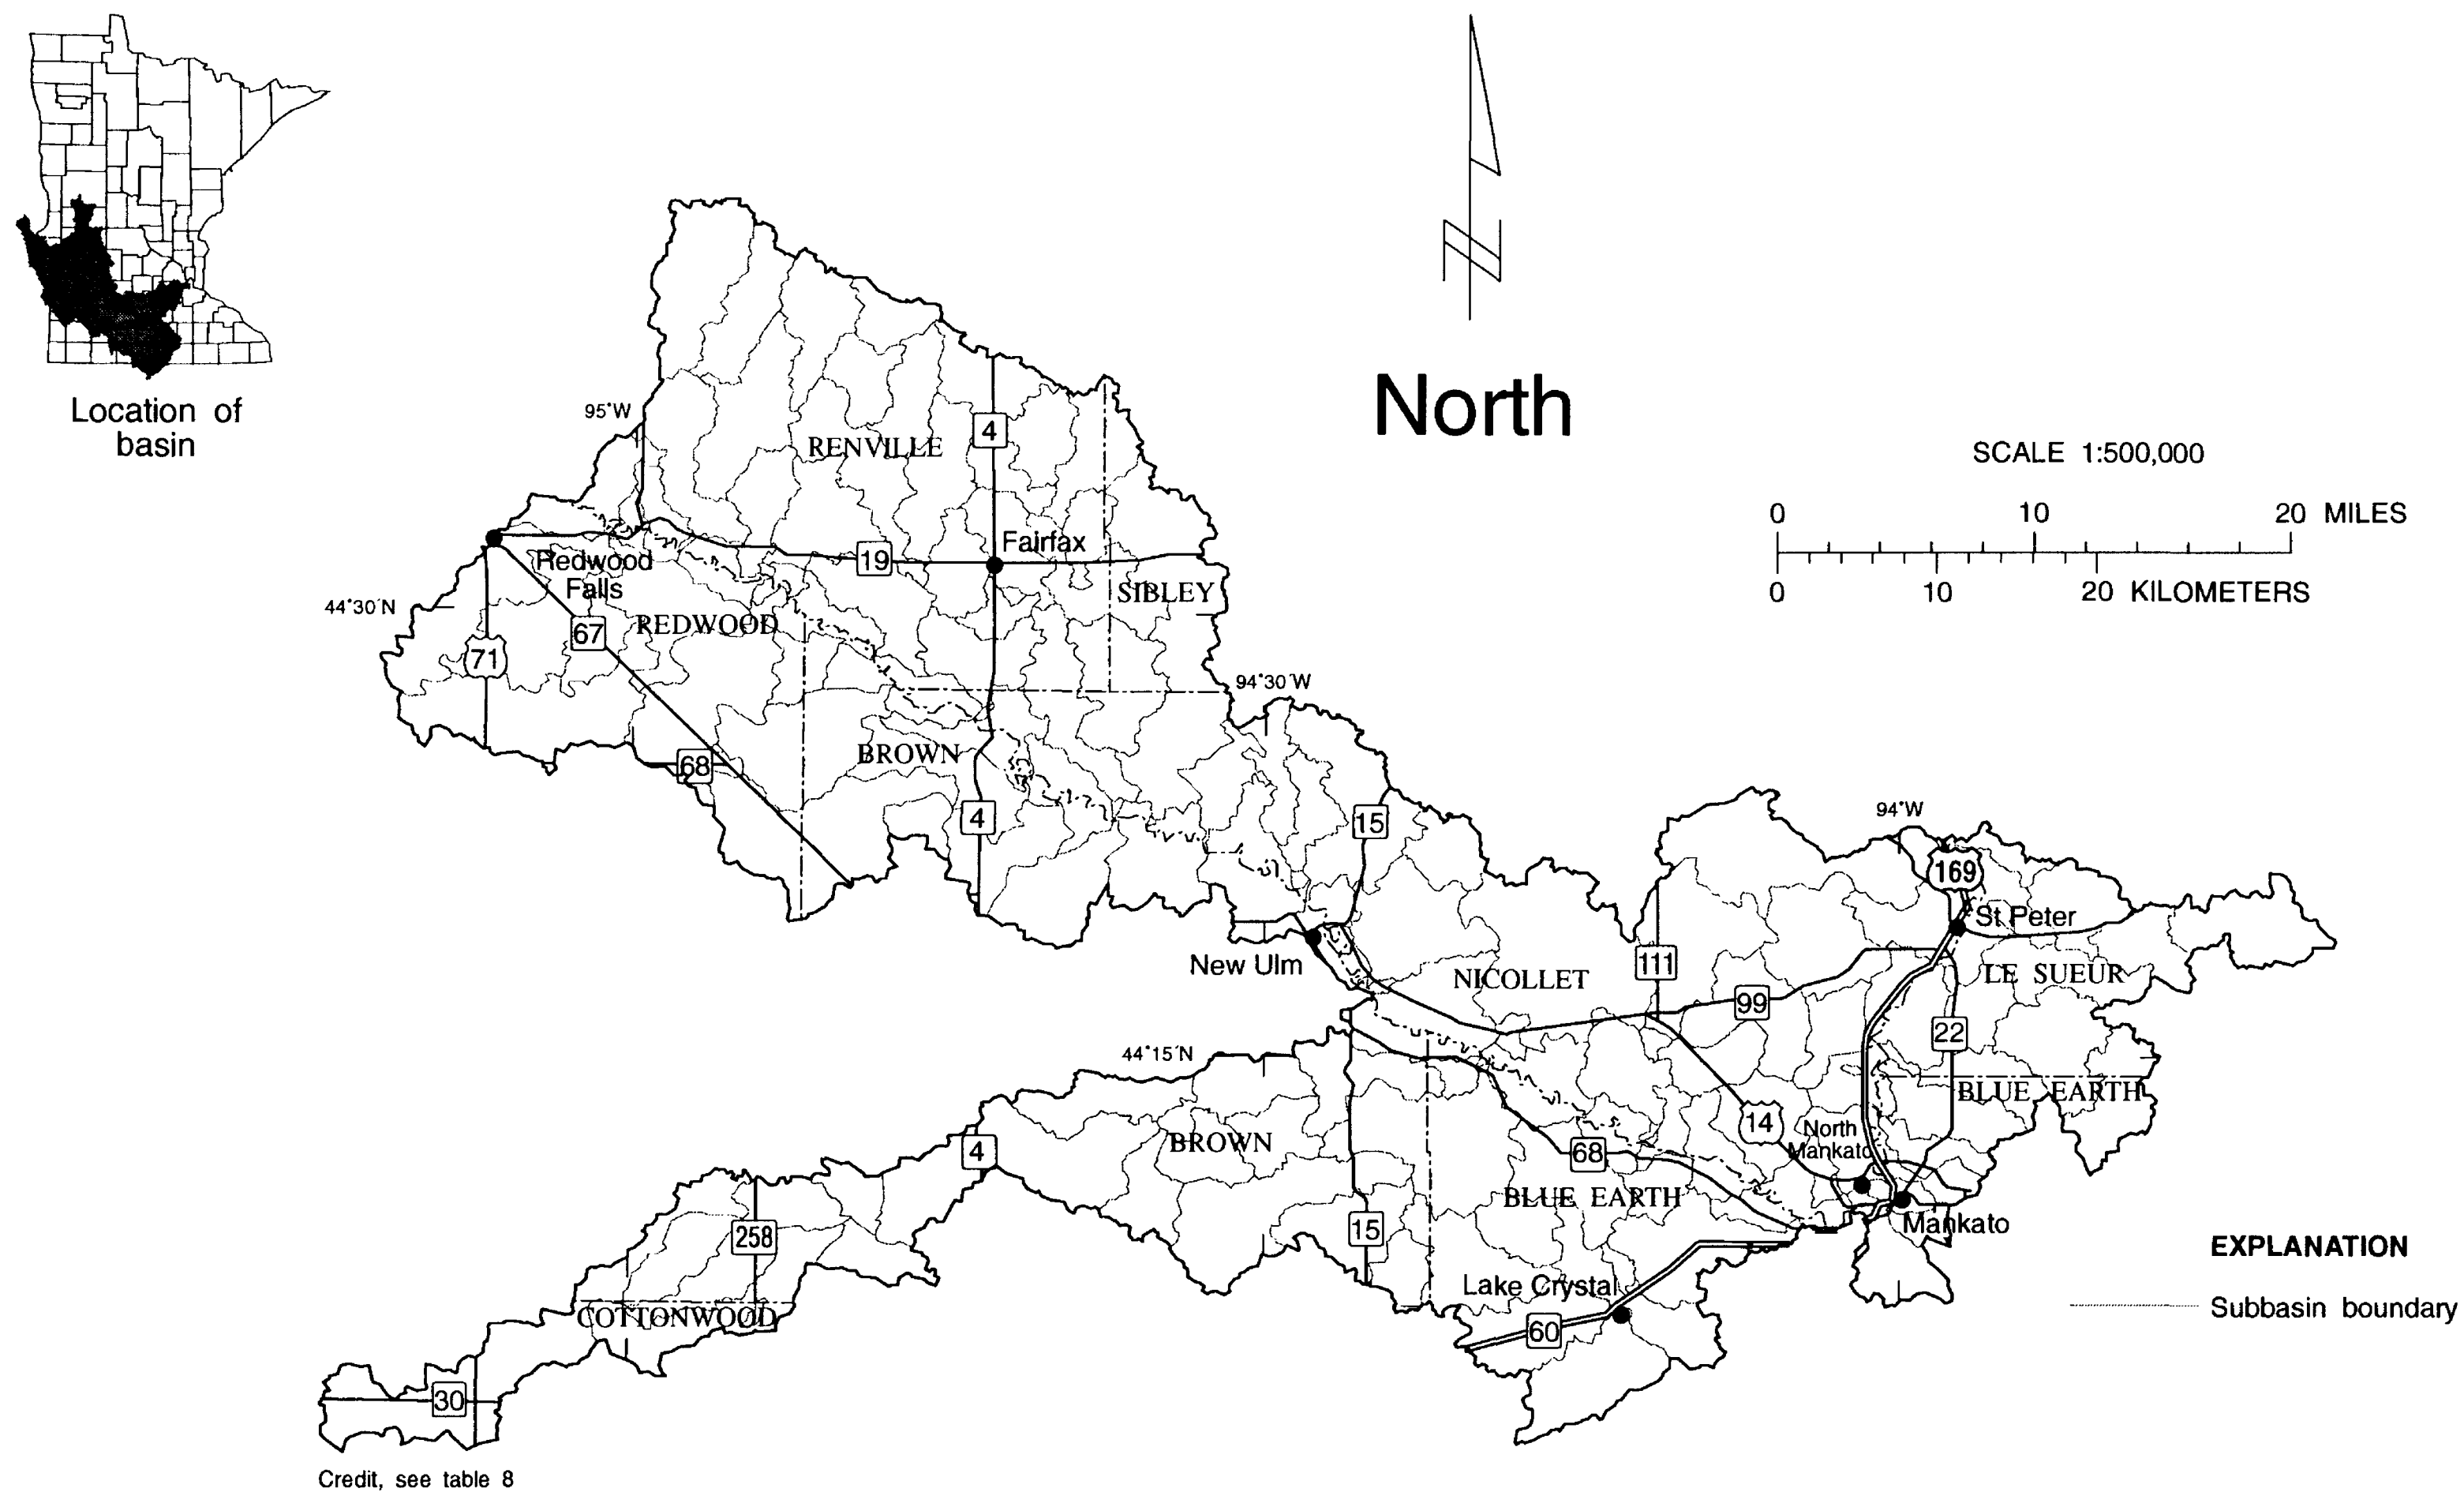 Location of
basin
North
SCALE 1:500,000
0 10 20 MILES
0 10 20 KILOMETERS
95°W
RENVILLE
4
Fairfax
19
Redwood
Falls
SIBLEY
44°30′N
67
REDWOOD
71
94°30′W
BROWN
68
4
15
94°W
169
St Peter
New Ulm
NICOLLET
111
LE SUEUR
99
22
44°15′N
BLUE EARTH
14
North
Mankato
BROWN
4
68
BLUE EARTH
Mankato
258
15
EXPLANATION
Lake Crystal
Subbasin boundary
COTTONWOOD
60
30
Credit, see table 8